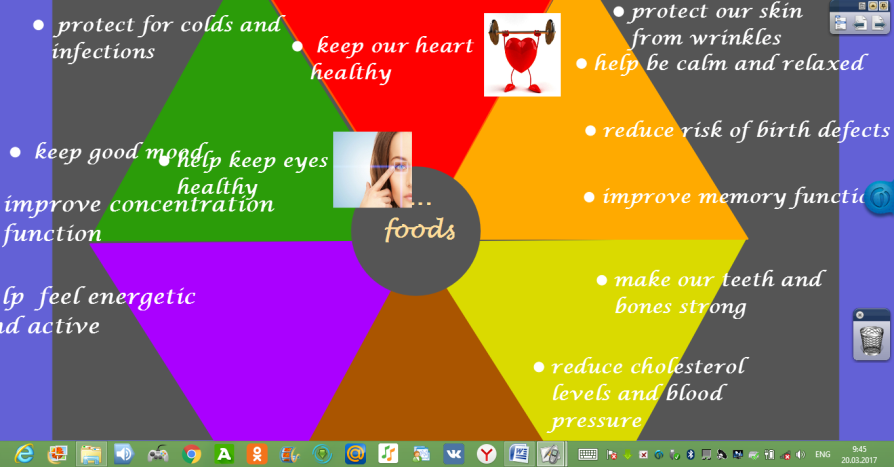 protect for colds and
infections
keep our heart
healthy
protect our skin
from wrinkles
help be calm and relaxed
reduce risk of birth defects
keep good mood
help keep eyes
healthy
improve concentration
function
improve memory functio
...
foods
lp feel energetic
nd active
make our teeth and
bones strong
reduce cholesterol
levels and blood
pressure
ENG
9:45
20.03.2017